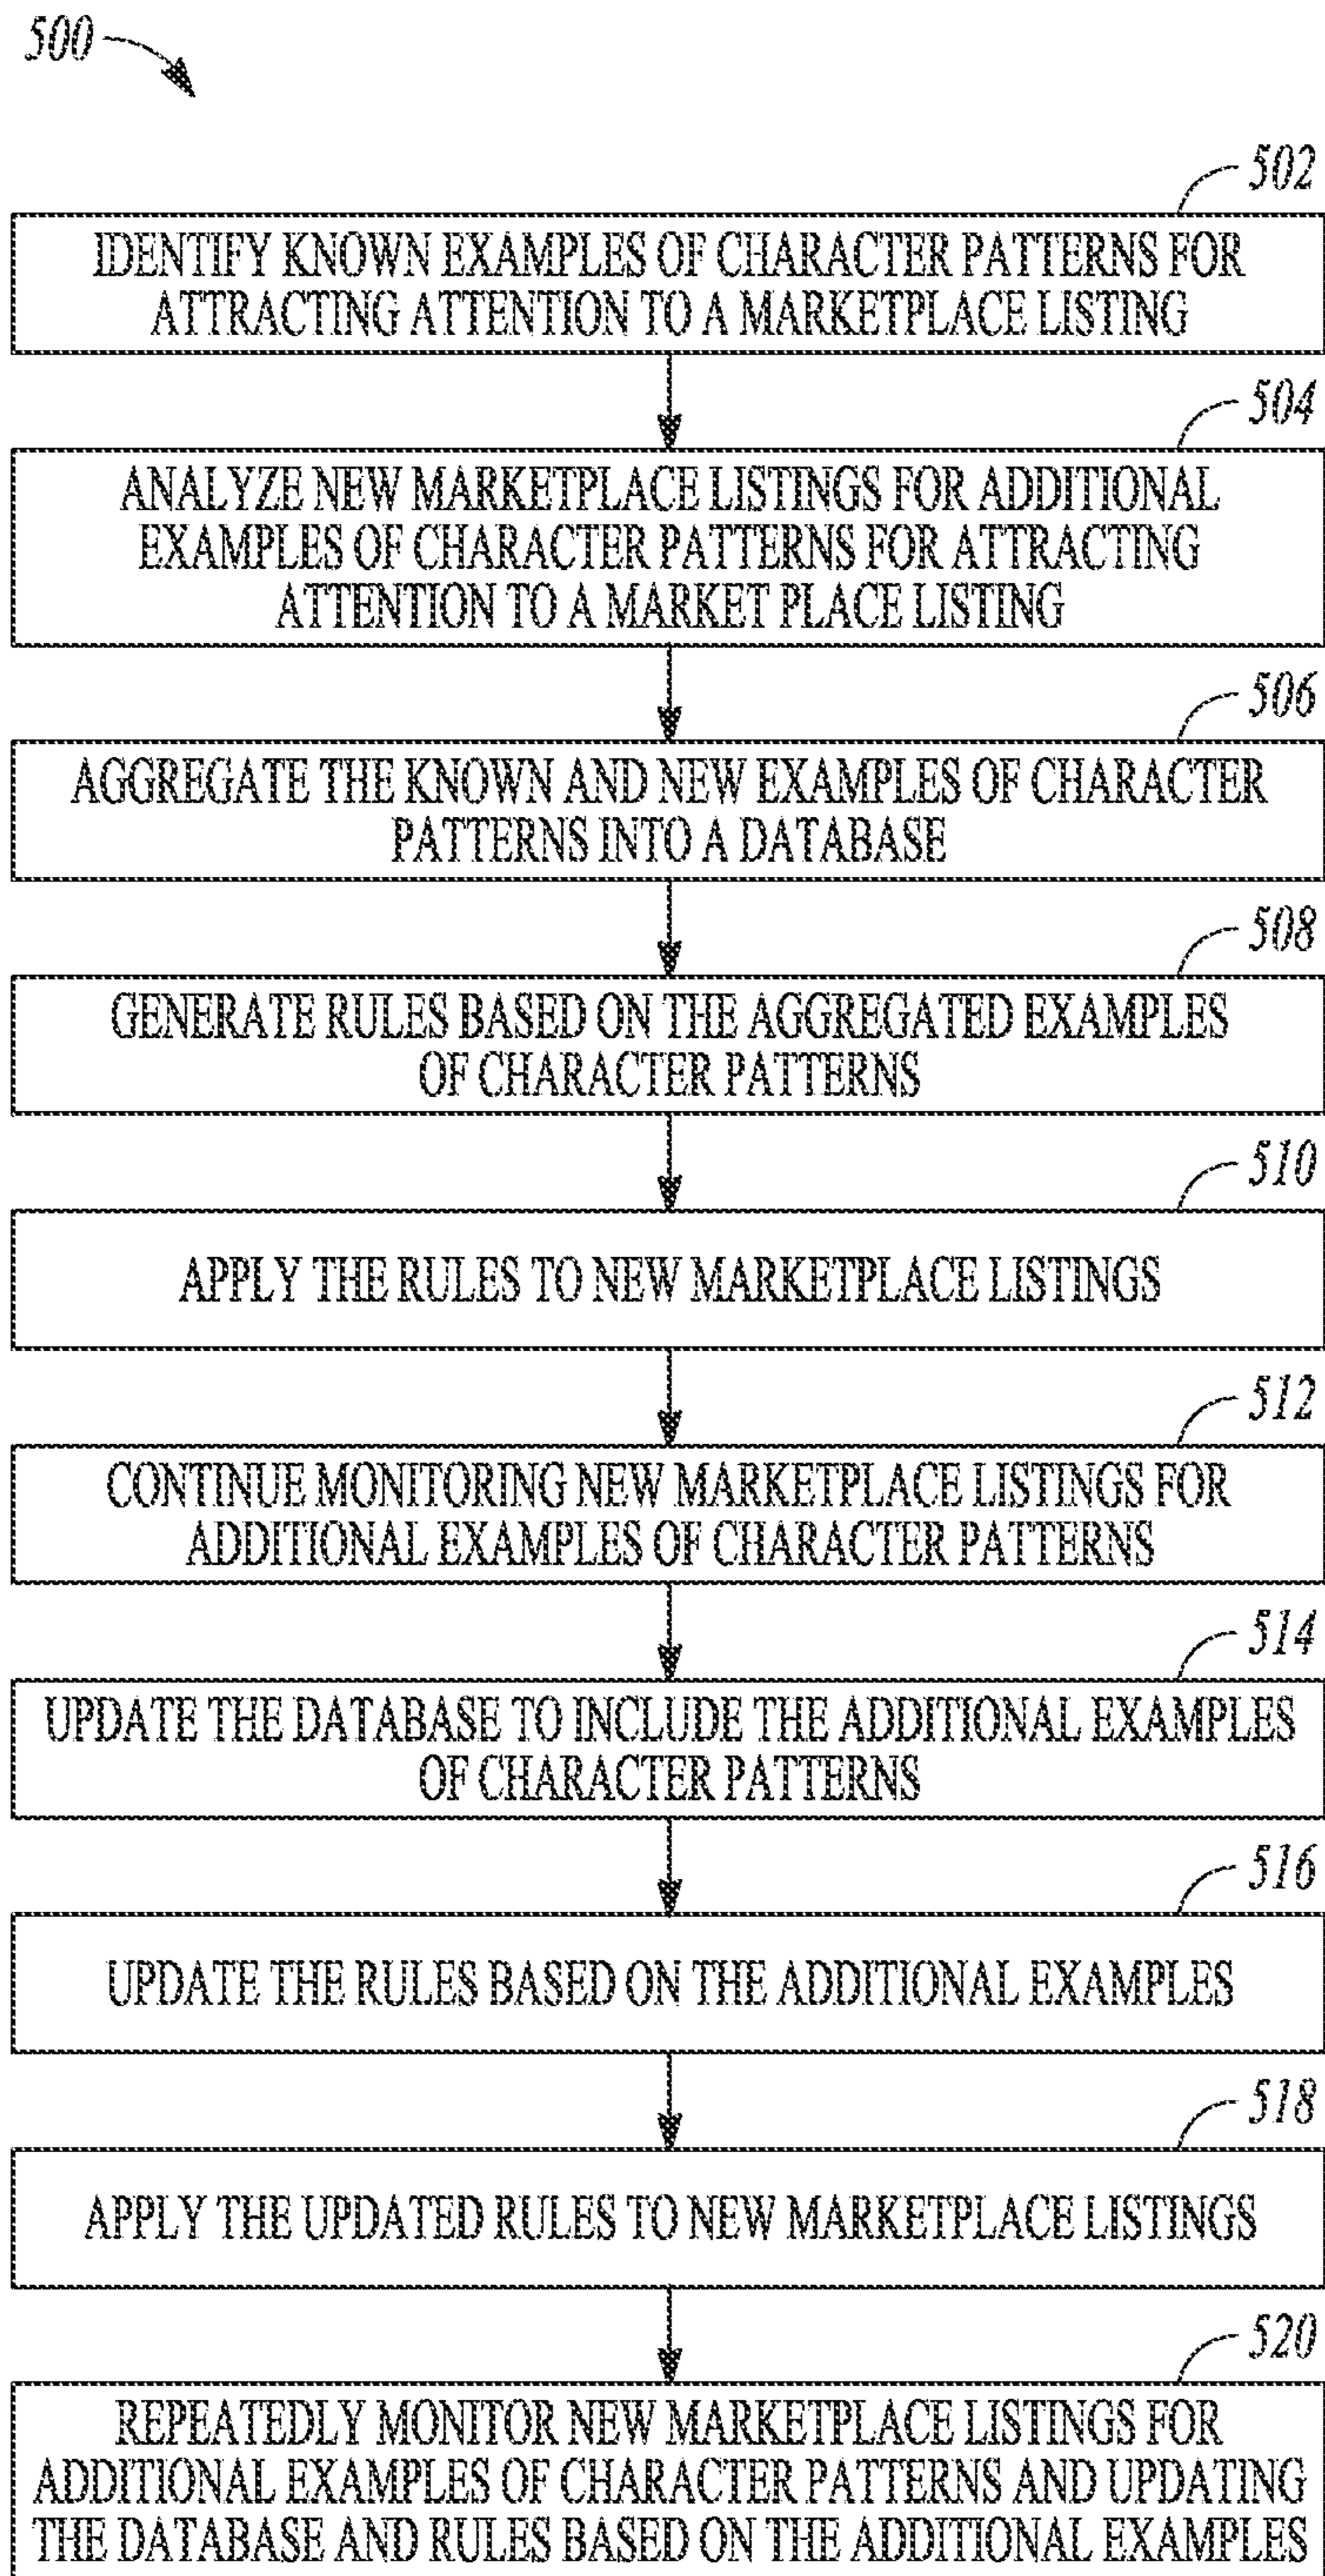 500
502
IDENTIFY KNOWN EXAMPLES OF CHARACTER PATTERNS FOR
ATTRACTING ATTENTION TO A MARKETPLACE LISTING
504
ANALYZE NEW MARKETPLACE LISTINGS FOR ADDITIONAL
EXAMPLES OF CHARACTER PATTERNS FOR ATTRACTING
ATTENTION TO A MARKET PLACE LISTING
506
AGGREGATE THE KNOWN AND NEW EXAMPLES OF CHARACTER
PATTERNS INTO A DATABASE
508
GENERATE RULES BASED ON THE AGGREGATED EXAMPLES
OF CHARACTER PATTERNS
510
APPLY THE RULES TO NEW MARKETPLACE LISTINGS
512
CONTINUE MONITORING NEW MARKETPLACE LISTINGS FOR
ADDITIONAL EXAMPLES OF CHARACTER PATTERNS
514
UPDATE THE DATABASE TO INCLUDE THE ADDITIONAL EXAMPLES
OF CHARACTER PATTERNS
516
UPDATE THE RULES BASED ON THE ADDITIONAL EXAMPLES
518
APPLY THE UPDATED RULES TO NEW MARKETPLACE LISTINGS
520
REPEATEDLY MONITOR NEW MARKETPLACE LISTINGS FOR
ADDITIONAL EXAMPLES OF CHARACTER PATTERNS AND UPDATING
THE DATABASE AND RULES BASED ON THE ADDITIONAL EXAMPLES